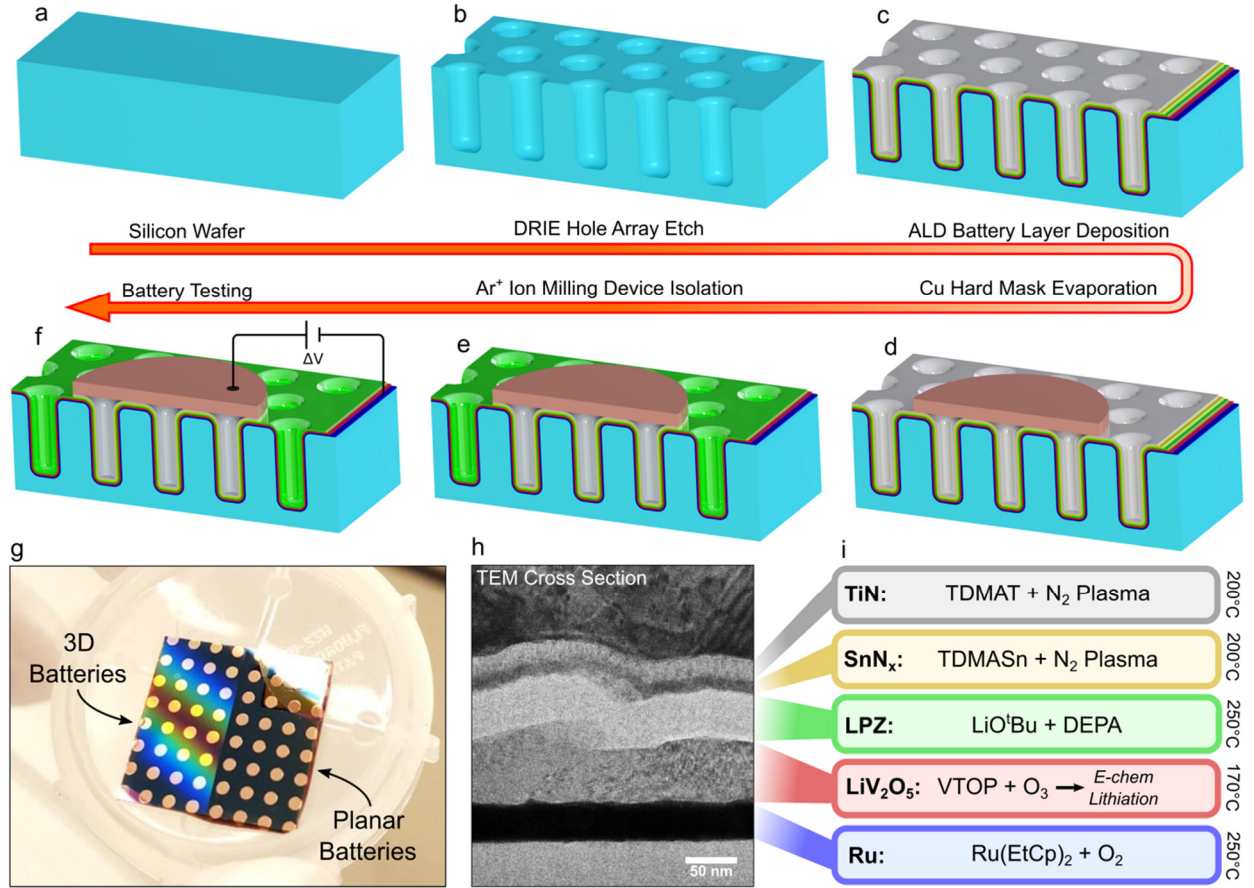 a
b
c
Silicon Wafer
DRIE Hole Array Etch
ALD Battery Layer Deposition
Battery Testing
Ar⁺ Ion Milling Device Isolation
Cu Hard Mask Evaporation
f
ΔV
e
d
g
3D
Batteries
Planar
Batteries
h
TEM Cross Section
50 nm
i
TiN: TDMAT + N₂ Plasma 200°C
SnNₓ: TDMASn + N₂ Plasma 200°C
LPZ: LiOᵗBu + DEPA 250°C
LiV₂O₅: VTOP + O₃ → E-chem
Lithiation 170°C
Ru: Ru(EtCp)₂ + O₂ 250°C